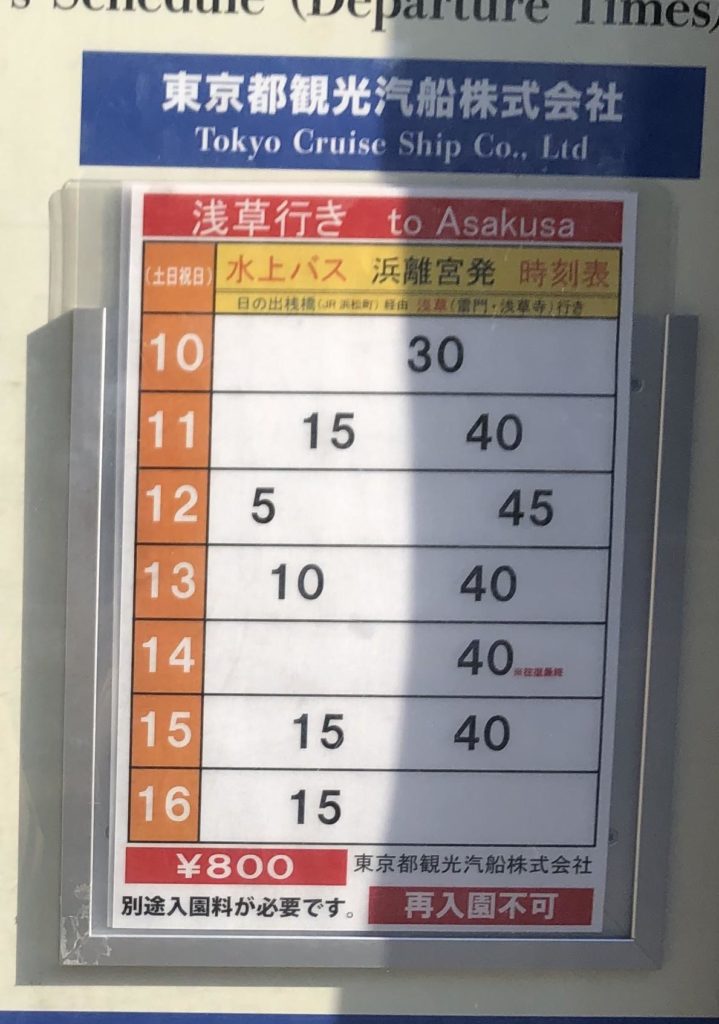 's Schedule (Departure Times)
東京都観光汽船株式会社
Tokyo Cruise Ship Co., Ltd
浅草行き to Asakusa
(土日祝日) 水上バス 浜離宮発 時刻表
日の出桟橋(JR浜松町)経由 浅草(雷門・浅草寺)行き
10 30
11 15 40
12 5 45
13 10 40
14 40 ※往復最終
15 15 40
16 15
¥800 東京都観光汽船株式会社
別途入園料が必要です。 再入園不可